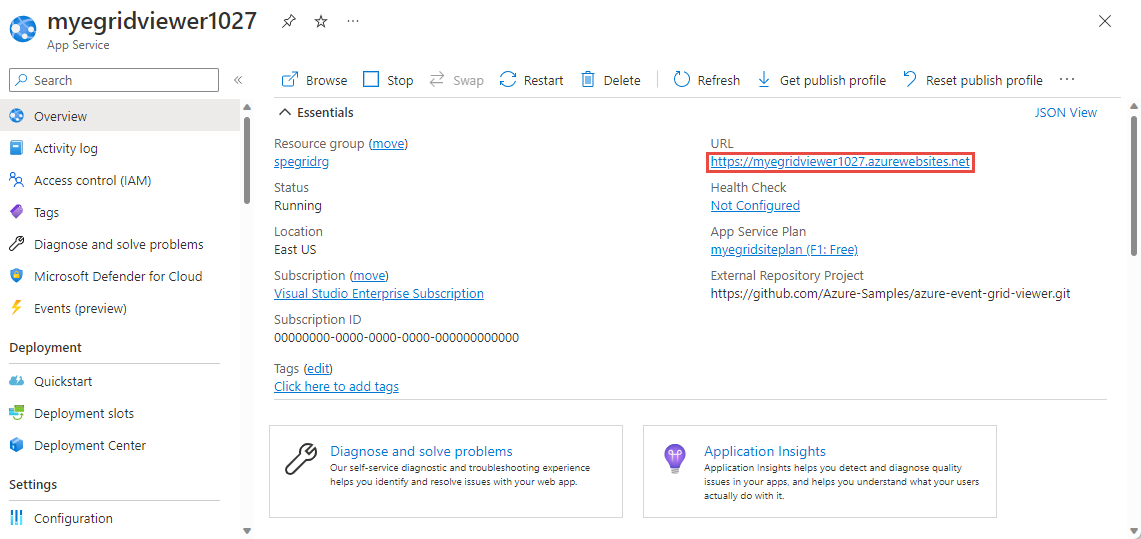 myegridviewer1027
App Service
Search
Overview
Activity log
Access control (IAM)
Tags
Diagnose and solve problems
Microsoft Defender for Cloud
Events (preview)
Deployment
Quickstart
Deployment slots
Deployment Center
Settings
Configuration
Browse Stop Swap Restart Delete Refresh Get publish profile Reset publish profile
Essentials JSON View
Resource group (move)
spegridrg
Status
Running
Location
East US
Subscription (move)
Visual Studio Enterprise Subscription
Subscription ID
00000000-0000-0000-0000-000000000000
Tags (edit)
Click here to add tags
URL
https://myegridviewer1027.azurewebsites.net
Health Check
Not Configured
App Service Plan
myegridsiteplan (F1: Free)
External Repository Project
https://github.com/Azure-Samples/azure-event-grid-viewer.git
Diagnose and solve problems
Our self-service diagnostic and troubleshooting experience
helps you identify and resolve issues with your web app.
Application Insights
Application Insights helps you detect and diagnose quality
issues in your apps, and helps you understand what your users
actually do with it.